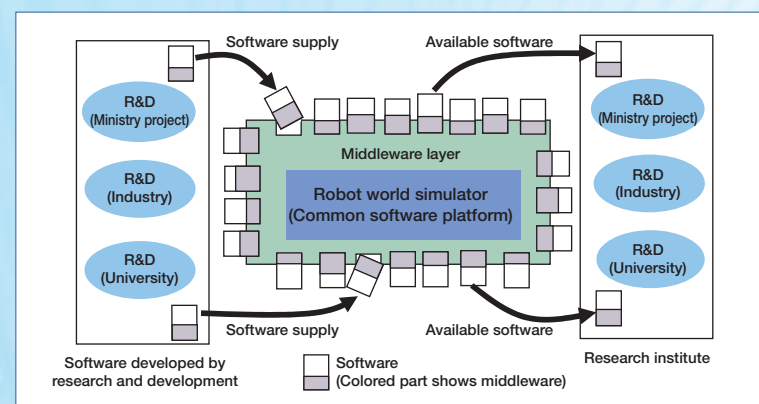 Software supply
Available software
R&D
(Ministry project)
R&D
(Industry)
R&D
(University)
Middleware layer
Robot world simulator
(Common software platform)
R&D
(Ministry project)
R&D
(Industry)
R&D
(University)
Software supply
Available software
Software developed by
research and development
Software
(Colored part shows middleware)
Research institute